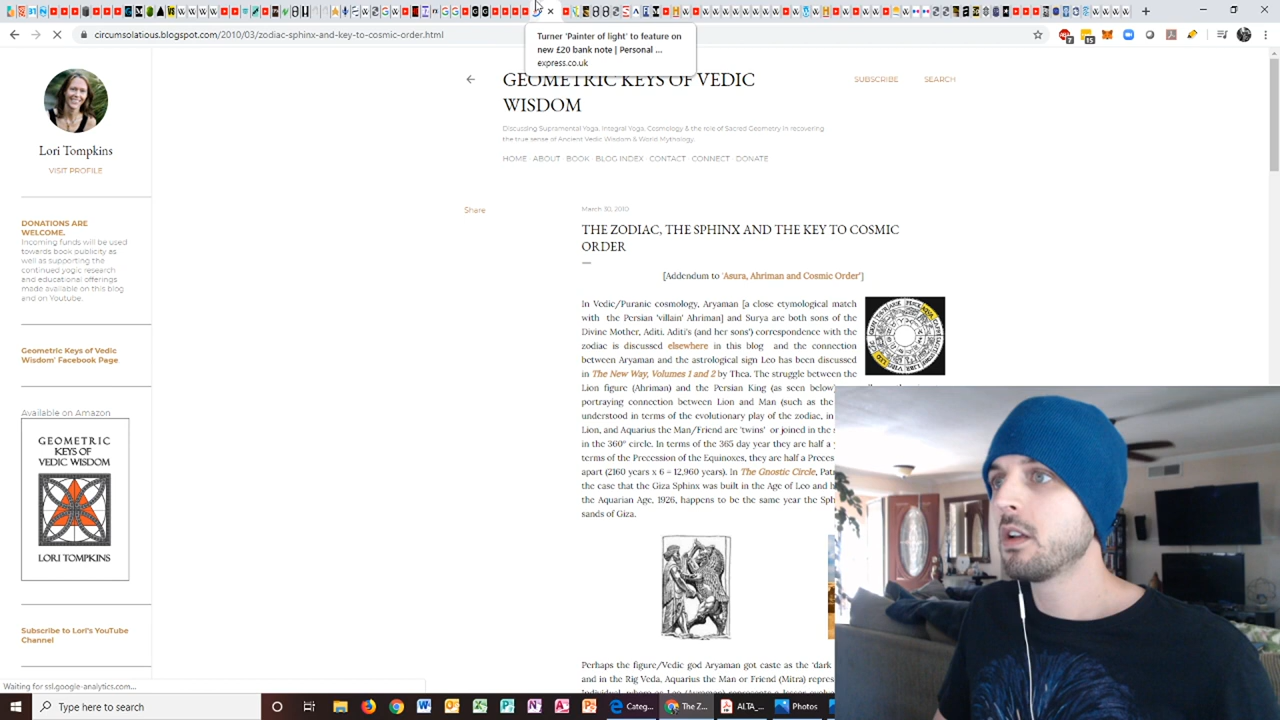 circumsolatious.blogspot.com/2010/03/zodiac-sphinx-and-key-to-cosmic-order.html
7
15
Turner 'Painter of light' to feature on
new £20 bank note | Personal ...
express.co.uk
GEOMETRIC KEYS OF VEDIC
WISDOM
SUBSCRIBE
SEARCH
Discussing Supramental Yoga, Integral Yoga, Cosmology & the role of Sacred Geometry in recovering
the true sense of Ancient Vedic Wisdom & World Mythology.
HOME ABOUT BOOK BLOG INDEX CONTACT CONNECT DONATE
Lori Tompkins
VISIT PROFILE
DONATIONS ARE
WELCOME.
Incoming funds will be used
towards book publicity as
well as supporting the
continued yogic research
and educational offerings
made available on this blog
and on Youtube.
Geometric Keys of Vedic
Wisdom' Facebook Page
Available on Amazon
GEOMETRIC
KEYS OF
VEDIC WISDOM
LORI TOMPKINS
Subscribe to Lori's YouTube
Channel
Share
March 30, 2010
THE ZODIAC, THE SPHINX AND THE KEY TO COSMIC
ORDER
[Addendum to 'Asura, Ahriman and Cosmic Order']
In Vedic/Puranic cosmology, Aryaman [a close etymological match
with the Persian 'villain' Ahriman] and Surya are both sons of the
Divine Mother, Aditi. Aditi's (and her sons') correspondence with the
zodiac is discussed elsewhere in this blog and the connection
between Aryaman and the astrological sign Leo has been discussed
in The New Way, Volumes 1 and 2 by Thea. The struggle between the
Lion figure (Ahriman) and the Persian King (as seen below)
portraying connection between Lion and Man (such as the
understood in terms of the evolutionary play of the zodiac, in
Lion, and Aquarius the Man/Friend are 'twins' or joined in the
in the 360° circle. In terms of the 365 day year they are half a
terms of the Precession of the Equinoxes, they are half a
apart (2160 years x 6 = 12,960 years). In The Gnostic Circle,
the case that the Giza Sphinx was built in the Age of Leo and
the Aquarian Age, 1926, happens to be the same year the
sands of Giza.
Perhaps the figure/Vedic god Aryaman got caste as the 'dark
and in the Rig Veda, Aquarius the Man or Friend (Mitra)
Waiting for ssl.google-analytics.com...
Type here to search
Categ...
The Z...
ALTA_...
Photos